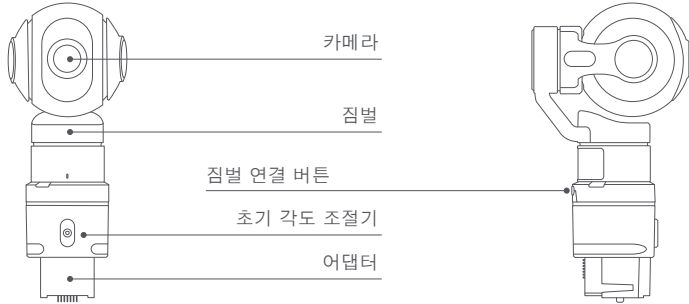 카메라
짐벌
짐벌 연결 버튼
초기 각도 조절기
어댑터